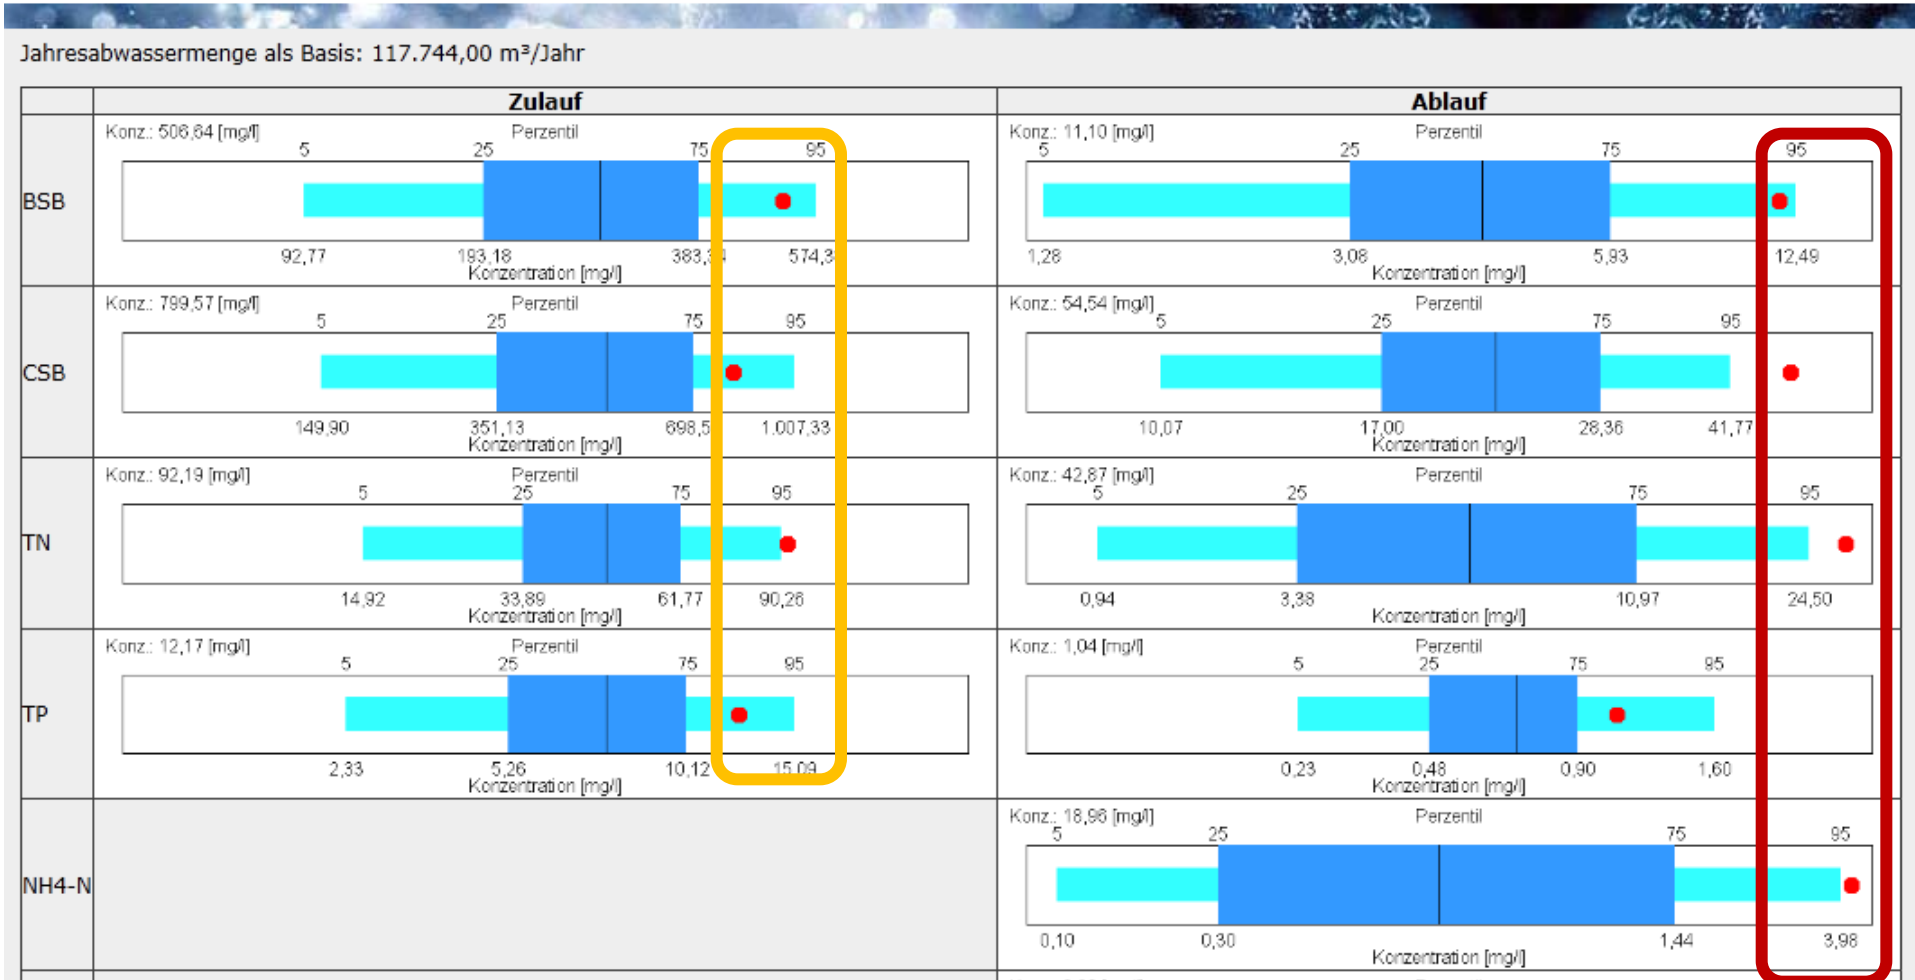 Jahresabwassermenge als Basis: 117.744,00 m³/Jahr
Zulauf Ablauf
BSB
Konz.: 506,64 [mg/l] Perzentil
5 25 75 95
92,77 193,18 383, 574,3
Konzentration [mg/l]
Konz.: 11,10 [mg/l] Perzentil
5 25 75 95
1,28 3,08 5,93 12,49
Konzentration [mg/l]
CSB
Konz.: 799,57 [mg/l] Perzentil
5 25 75 95
149,90 351,13 698,5 1.007,33
Konzentration [mg/l]
Konz.: 54,54 [mg/l] Perzentil
5 25 75 95
10,07 17,00 28,36 41,77
Konzentration [mg/l]
TN
Konz.: 92,19 [mg/l] Perzentil
5 25 75 95
14,92 33,89 61,77 90,26
Konzentration [mg/l]
Konz.: 42,87 [mg/l] Perzentil
5 25 75 95
0,94 3,38 10,97 24,50
Konzentration [mg/l]
TP
Konz.: 12,17 [mg/l] Perzentil
5 25 75 95
2,33 5,26 10,12 15,09
Konzentration [mg/l]
Konz.: 1,04 [mg/l] Perzentil
5 25 75 95
0,23 0,48 0,90 1,60
Konzentration [mg/l]
NH4-N
Konz.: 18,96 [mg/l] Perzentil
5 25 75 95
0,10 0,30 1,44 3,98
Konzentration [mg/l]